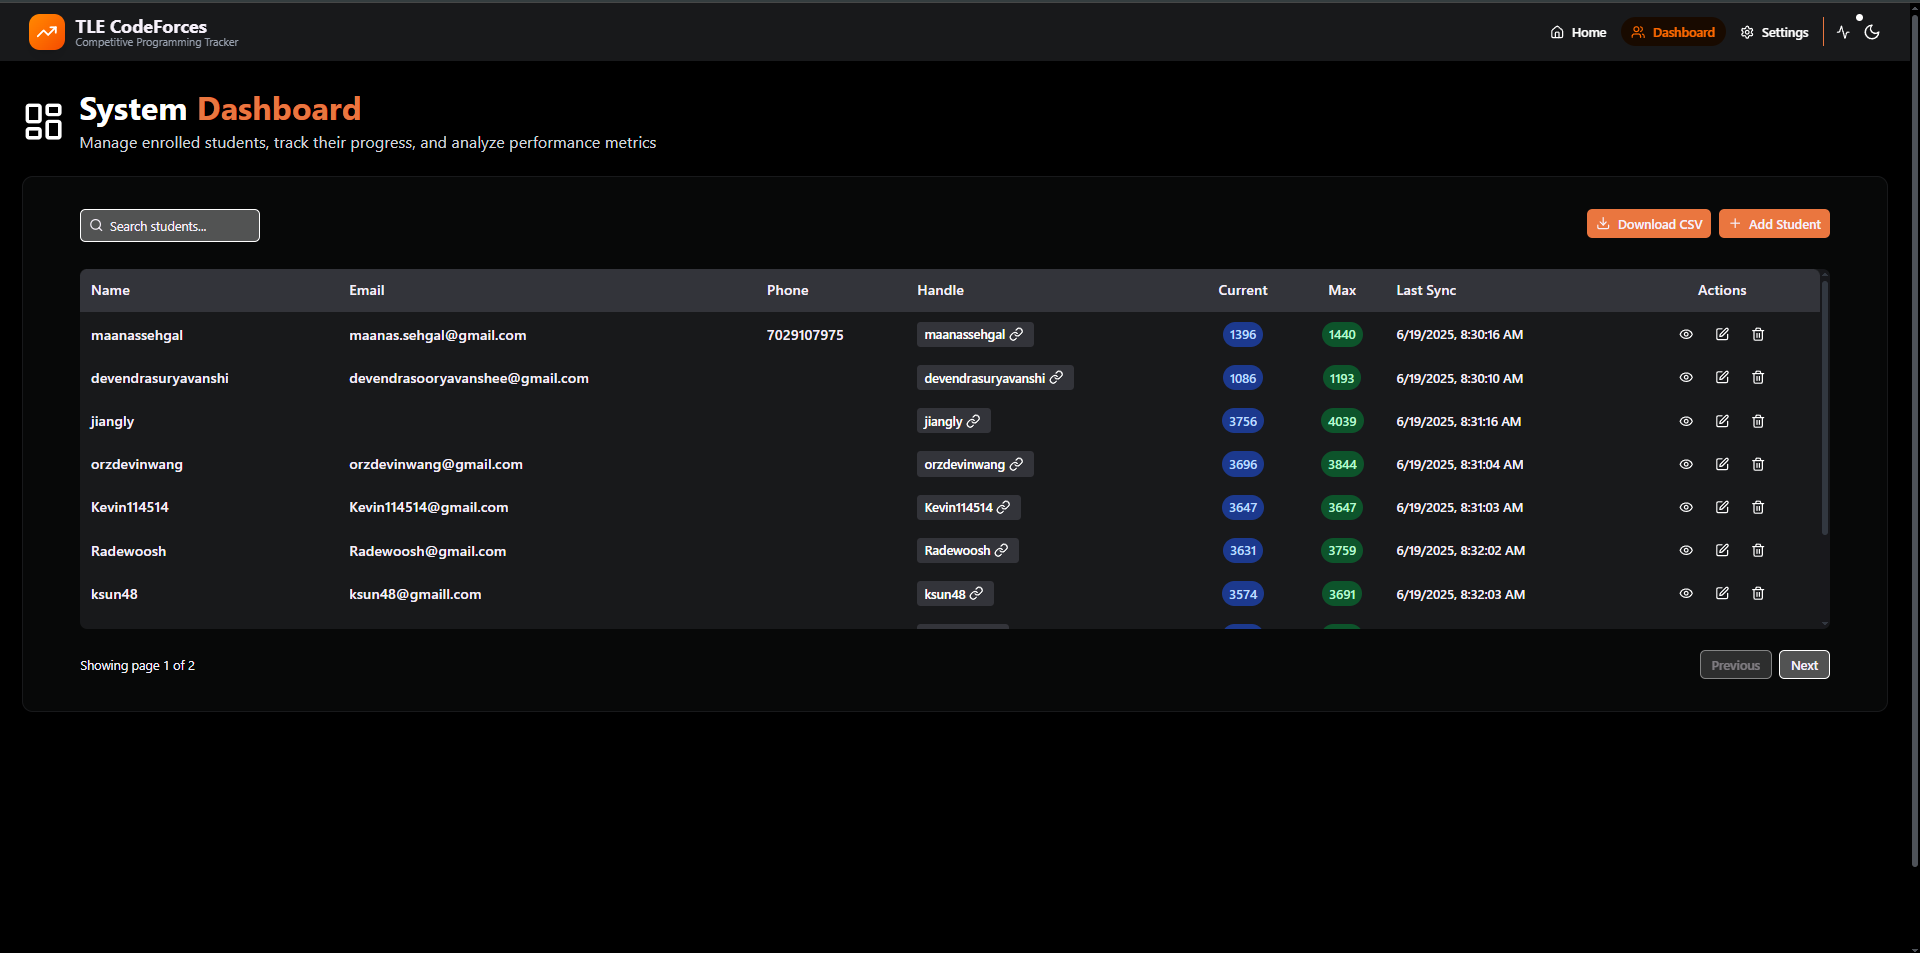 TLE CodeForces
Competitive Programming Tracker
Home Dashboard Settings
System Dashboard
Manage enrolled students, track their progress, and analyze performance metrics
Search students...
Download CSV Add Student
Name Email Phone Handle Current Max Last Sync Actions
maanassehgal maanas.sehgal@gmail.com 7029107975 maanassehgal 1396 1440 6/19/2025, 8:30:16 AM
devendrasuryavanshi devendrasooryavanshee@gmail.com devendrasuryavanshi 1086 1193 6/19/2025, 8:30:10 AM
jiangly jiangly 3756 4039 6/19/2025, 8:31:16 AM
orzdevinwang orzdevinwang@gmail.com orzdevinwang 3696 3844 6/19/2025, 8:31:04 AM
Kevin114514 Kevin114514@gmail.com Kevin114514 3647 3647 6/19/2025, 8:31:03 AM
Radewoosh Radewoosh@gmail.com Radewoosh 3631 3759 6/19/2025, 8:32:02 AM
ksun48 ksun48@gmaill.com ksun48 3574 3691 6/19/2025, 8:32:03 AM
Showing page 1 of 2
Previous Next